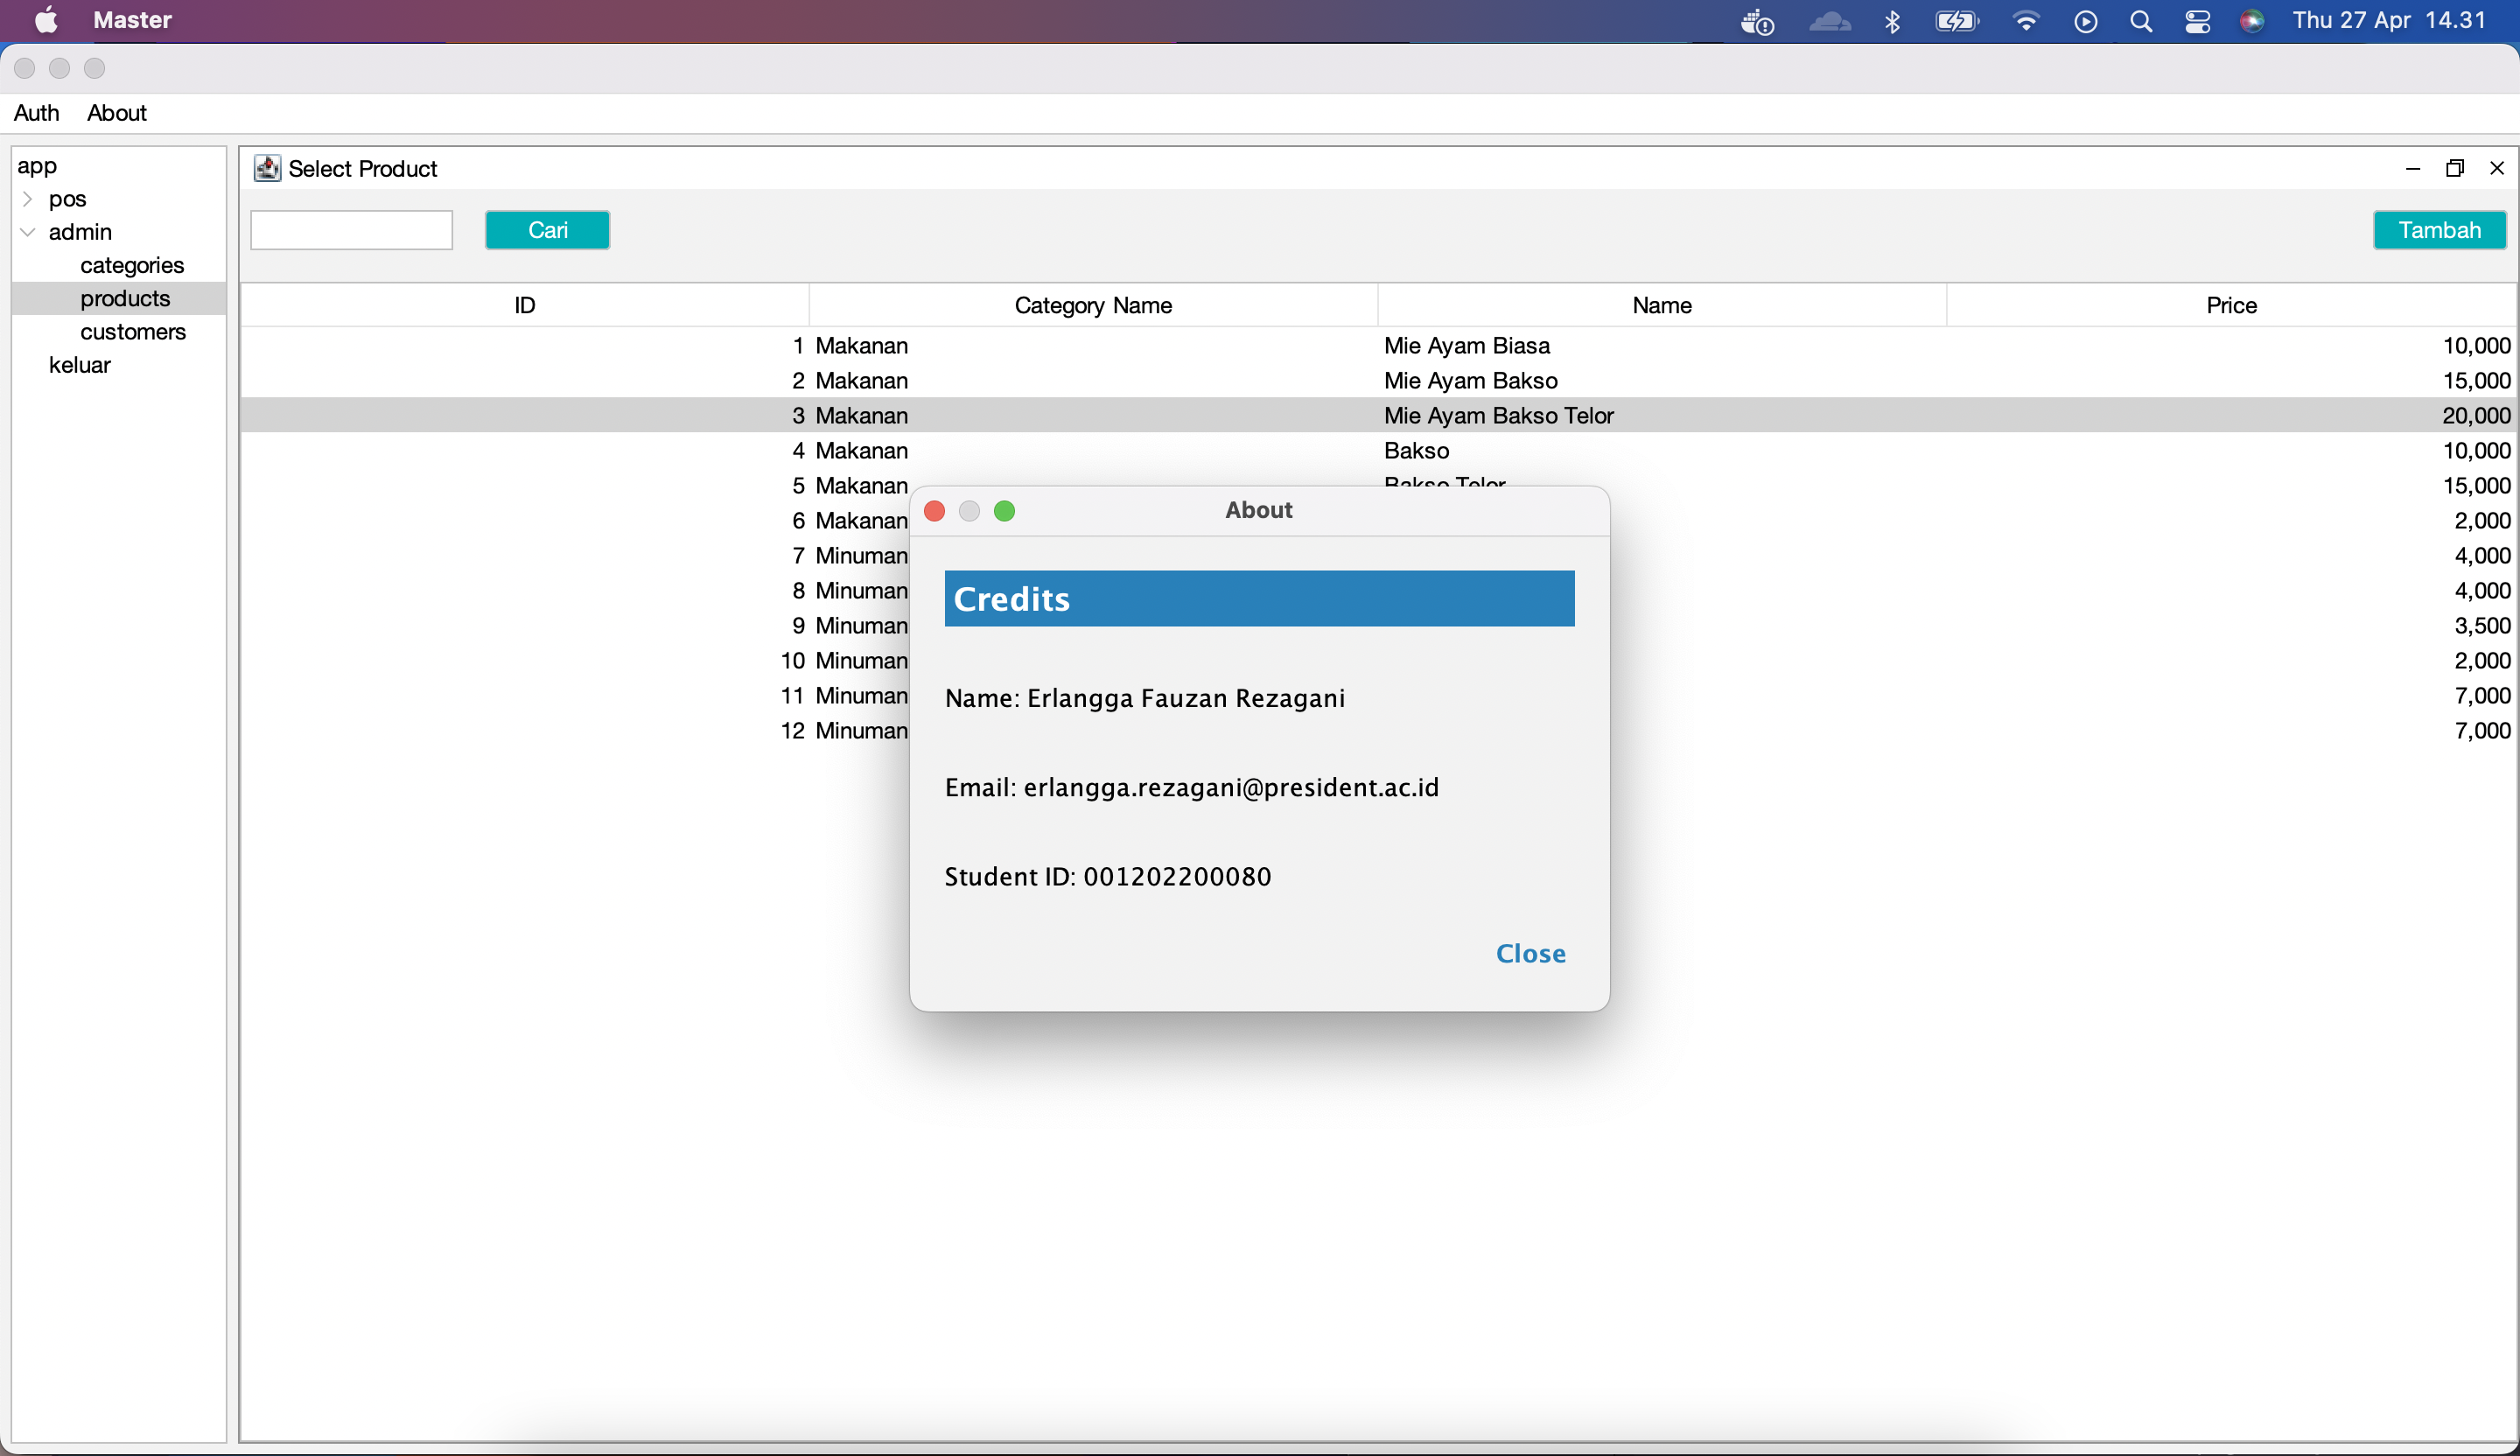 Master Thu 27 Apr 14.31
Auth About
app
pos
admin
categories
products
customers
keluar
Select Product
Cari Tambah
ID Category Name Name Price
1 Makanan Mie Ayam Biasa 10,000
2 Makanan Mie Ayam Bakso 15,000
3 Makanan Mie Ayam Bakso Telor 20,000
4 Makanan Bakso 10,000
5 Makanan Bakso Telor 15,000
6 Makanan 2,000
7 Minuman 4,000
8 Minuman 4,000
9 Minuman 3,500
10 Minuman 2,000
11 Minuman 7,000
12 Minuman 7,000
About
Credits
Name: Erlangga Fauzan Rezagani
Email: erlangga.rezagani@president.ac.id
Student ID: 001202200080
Close